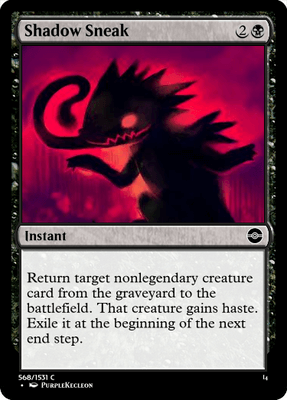 Shadow Sneak 2
Instant
Return target nonlegendary creature
card from the graveyard to the
battlefield. That creature gains haste.
Exile it at the beginning of the next
end step.
568/1531 C
PurpleKecleon